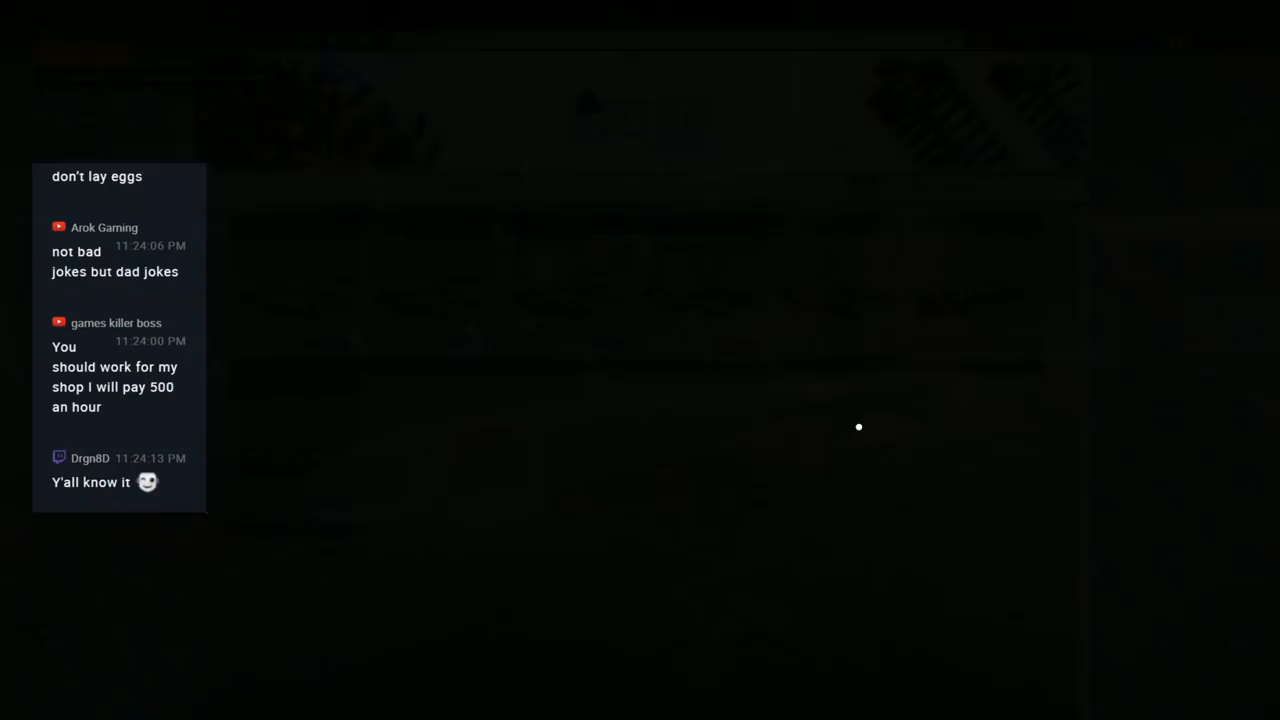 don't lay eggs
Arok Gaming
11:24:06 PM
not bad
jokes but dad jokes
games killer boss
11:24:00 PM
You
should work for my
shop I will pay 500
an hour
Drgn8D 11:24:13 PM
Y'all know it